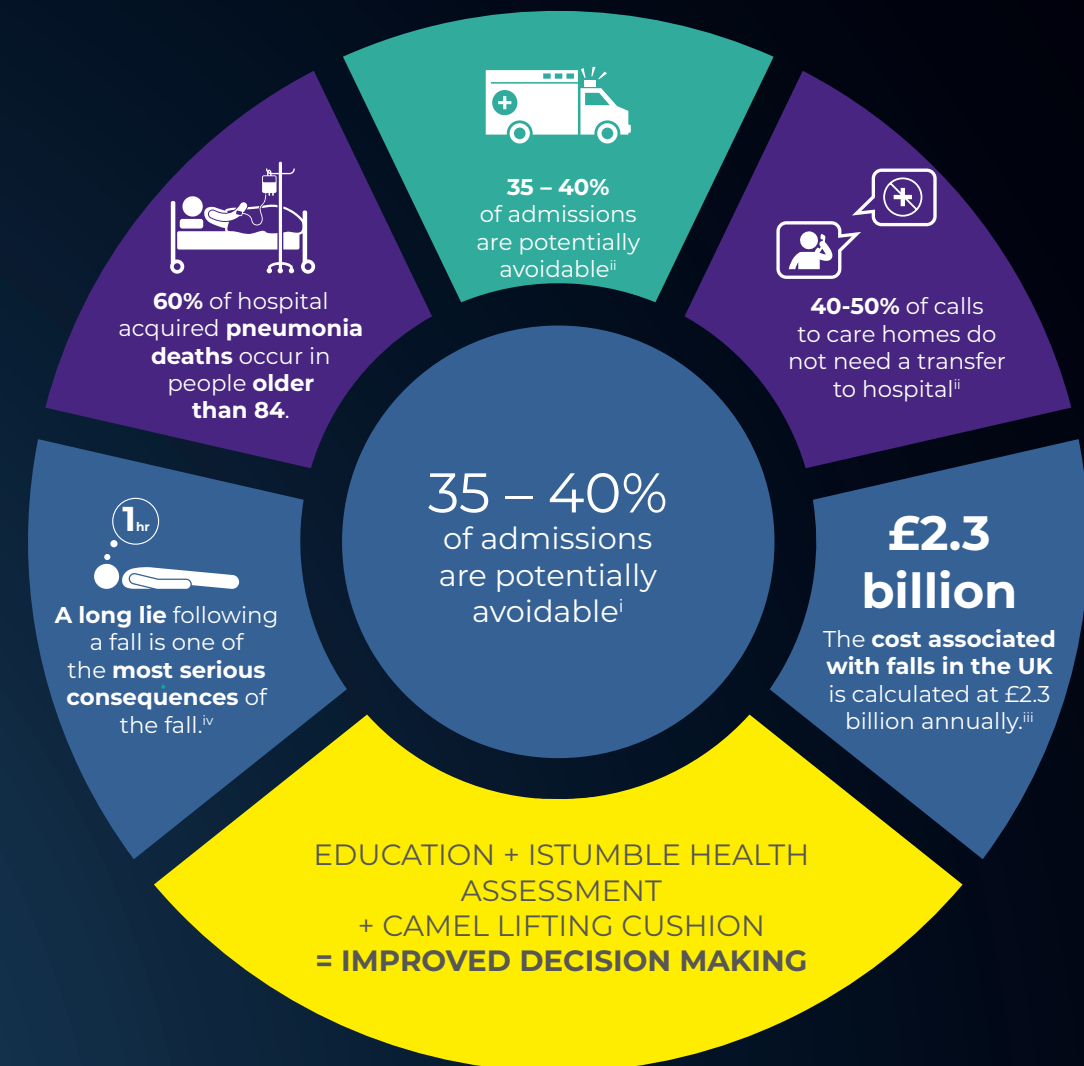 35 – 40%
of admissions
are potentially
avoidableⁱⁱ
60% of hospital
acquired pneumonia
deaths occur in
people older
than 84.
40-50% of calls
to care homes do
not need a transfer
to hospitalⁱⁱ
35 – 40%
of admissions
are potentially
avoidableⁱ
1hr
A long lie following
a fall is one of
the most serious
consequences of
the fall.ⁱᵛ
£2.3
billion
The cost associated
with falls in the UK
is calculated at £2.3
billion annually.ⁱⁱⁱ
EDUCATION + ISTUMBLE HEALTH
ASSESSMENT
+ CAMEL LIFTING CUSHION
= IMPROVED DECISION MAKING